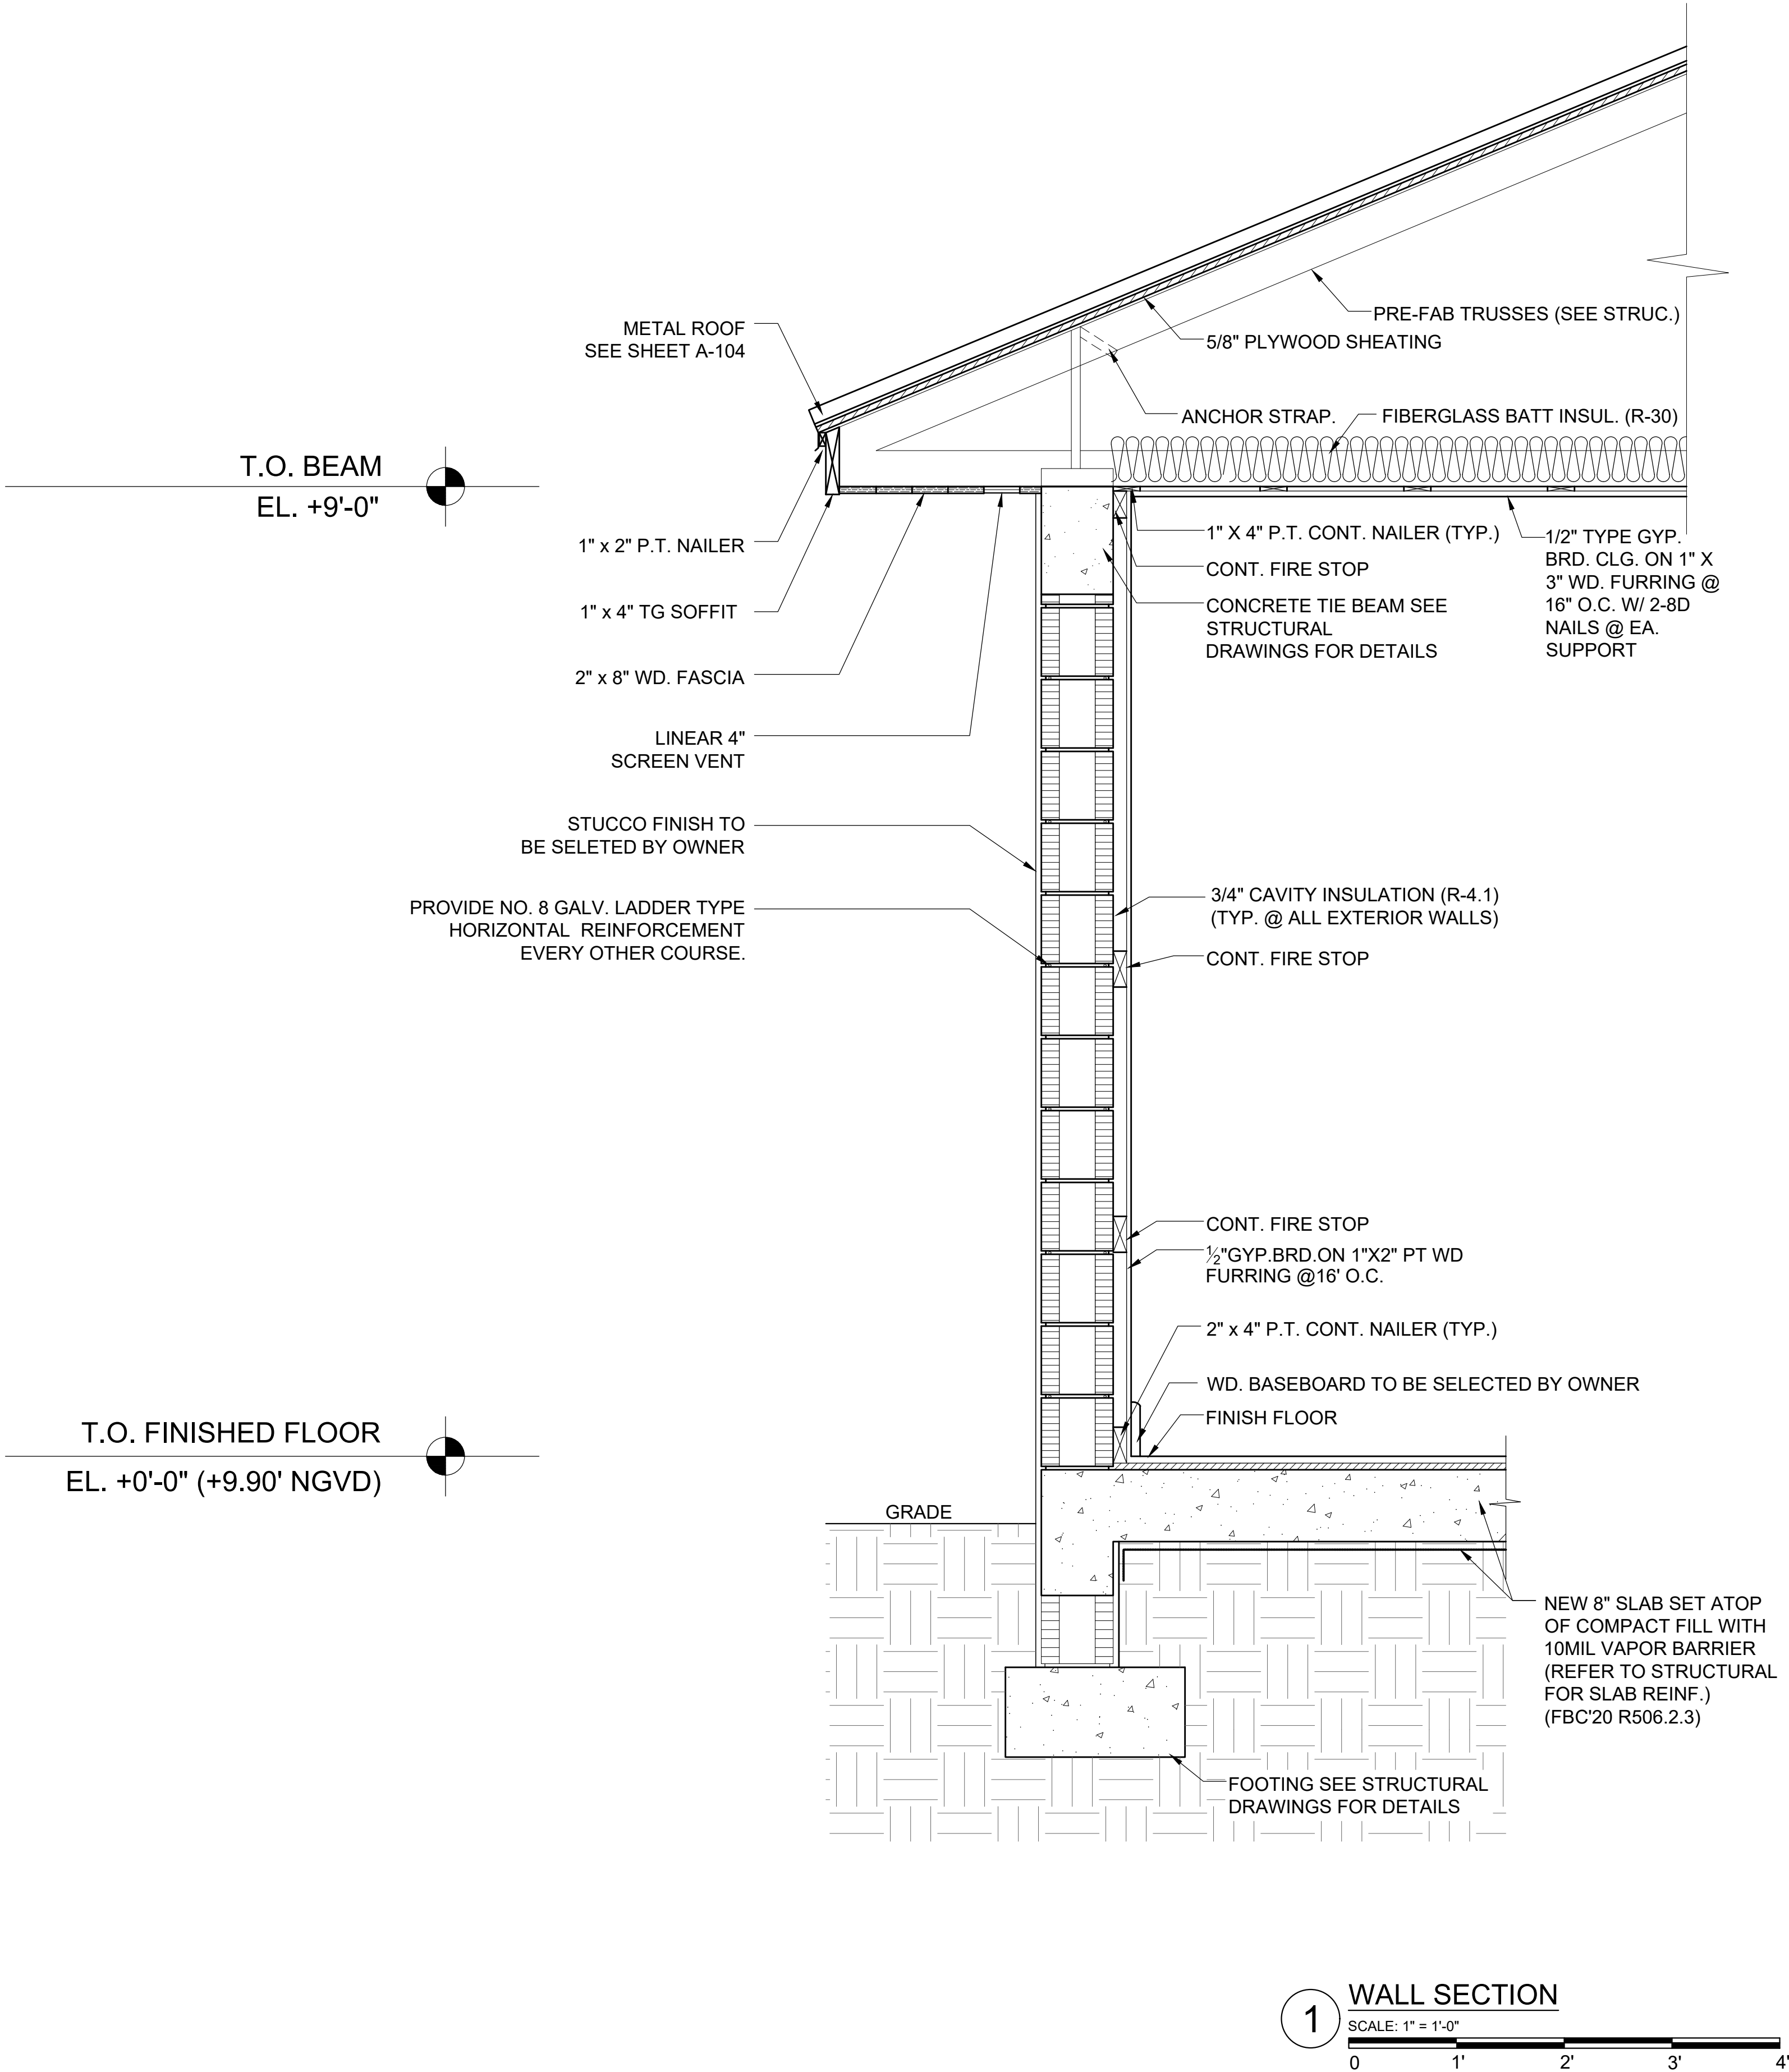 METAL ROOF
SEE SHEET A-104
PRE-FAB TRUSSES (SEE STRUC.)
5/8" PLYWOOD SHEATING
ANCHOR STRAP.
FIBERGLASS BATT INSUL. (R-30)
T.O. BEAM
EL. +9'-0"
1" x 2" P.T. NAILER
1" x 4" TG SOFFIT
2" x 8" WD. FASCIA
LINEAR 4"
SCREEN VENT
STUCCO FINISH TO
BE SELETED BY OWNER
PROVIDE NO. 8 GALV. LADDER TYPE
HORIZONTAL REINFORCEMENT
EVERY OTHER COURSE.
1" X 4" P.T. CONT. NAILER (TYP.)
CONT. FIRE STOP
CONCRETE TIE BEAM SEE
STRUCTURAL
DRAWINGS FOR DETAILS
1/2" TYPE GYP.
BRD. CLG. ON 1" X
3" WD. FURRING @
16" O.C. W/ 2-8D
NAILS @ EA.
SUPPORT
3/4" CAVITY INSULATION (R-4.1)
(TYP. @ ALL EXTERIOR WALLS)
CONT. FIRE STOP
CONT. FIRE STOP
½"GYP.BRD.ON 1"X2" PT WD
FURRING @16' O.C.
2" x 4" P.T. CONT. NAILER (TYP.)
WD. BASEBOARD TO BE SELECTED BY OWNER
FINISH FLOOR
T.O. FINISHED FLOOR
EL. +0'-0" (+9.90' NGVD)
GRADE
NEW 8" SLAB SET ATOP
OF COMPACT FILL WITH
10MIL VAPOR BARRIER
(REFER TO STRUCTURAL
FOR SLAB REINF.)
(FBC'20 R506.2.3)
FOOTING SEE STRUCTURAL
DRAWINGS FOR DETAILS
1
WALL SECTION
SCALE: 1" = 1'-0"
0 1' 2' 3' 4'